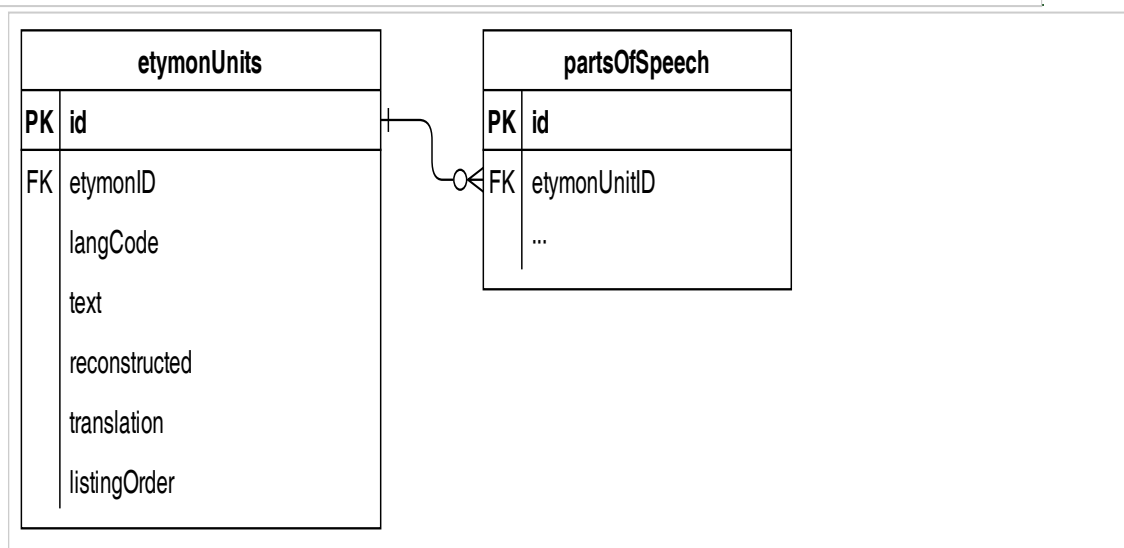 etymonUnits
PK id
FK etymonID
langCode
text
reconstructed
translation
listingOrder
partsOfSpeech
PK id
FK etymonUnitID
...